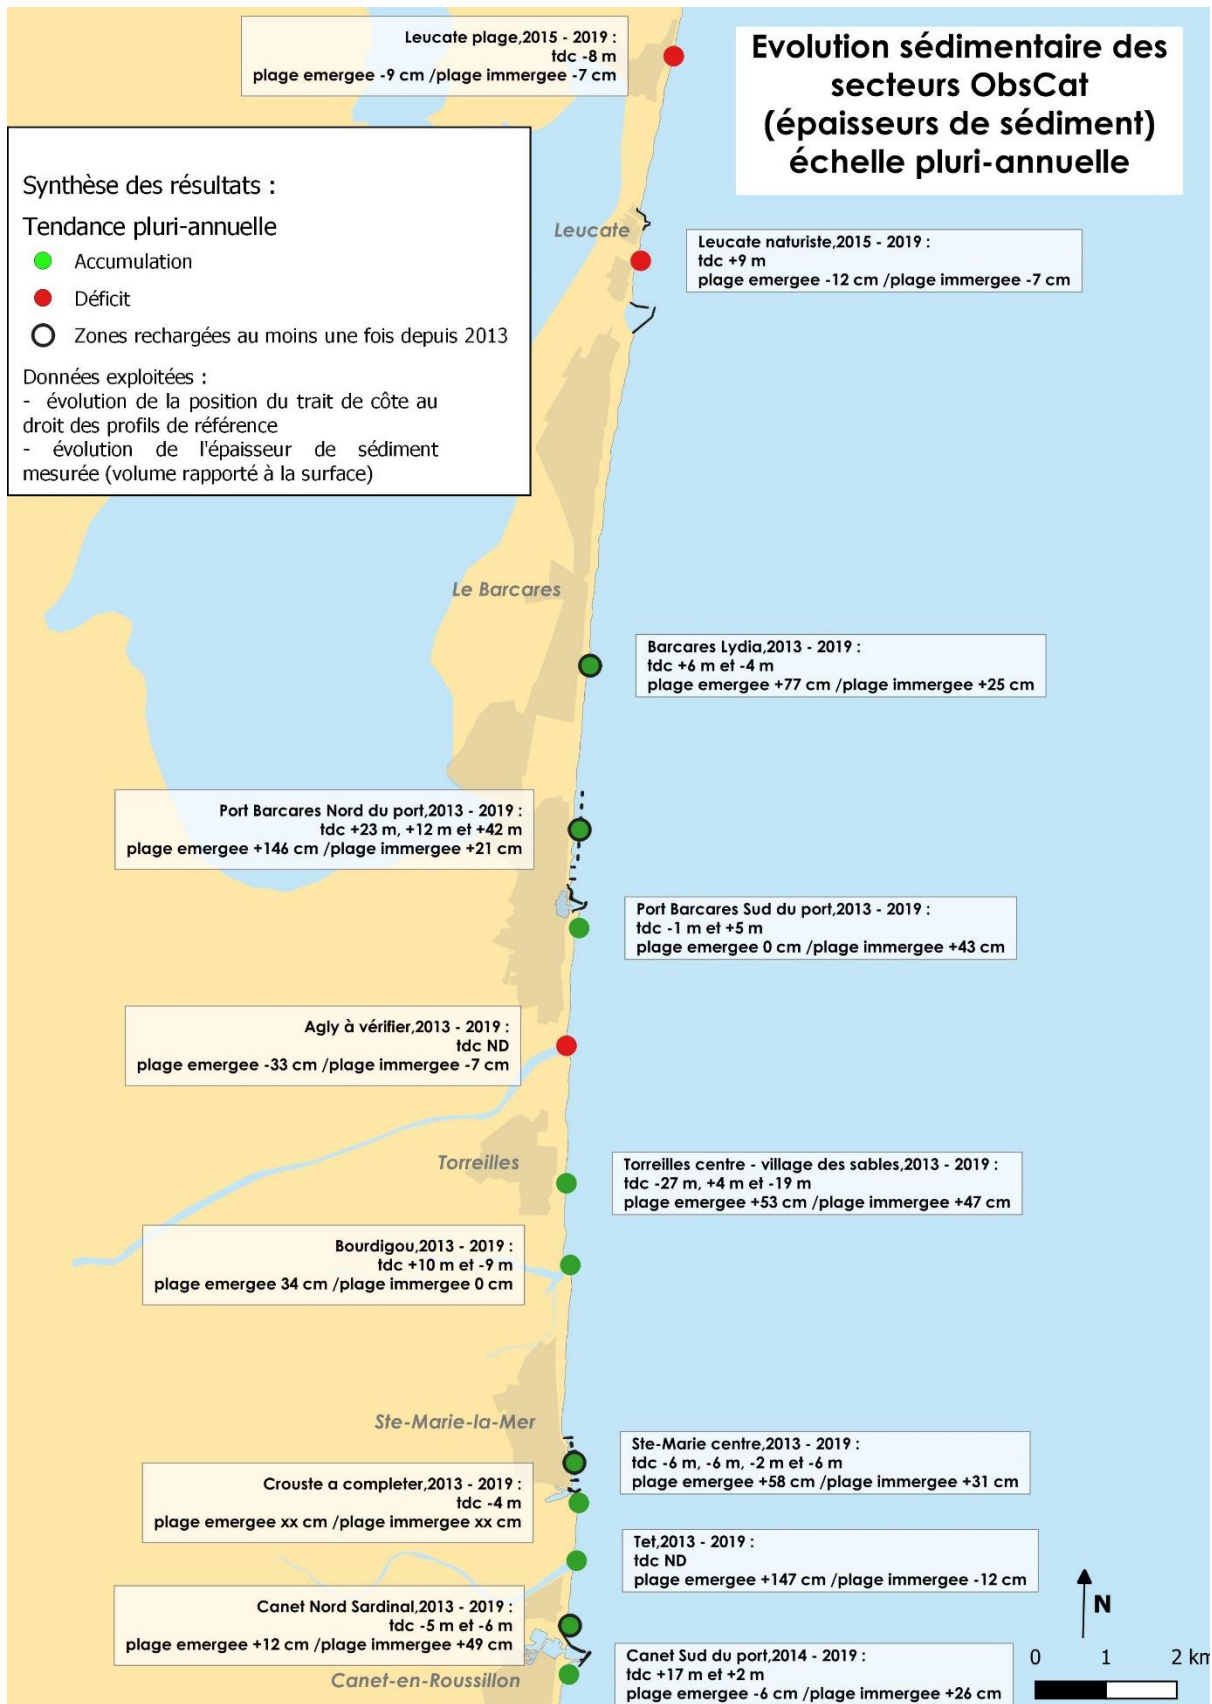 Leucate plage,2015 - 2019 :
tdc -8 m
plage emergee -9 cm /plage immergee -7 cm
Evolution sédimentaire des
secteurs ObsCat
(épaisseurs de sédiment)
échelle pluri-annuelle
Synthèse des résultats :
Tendance pluri-annuelle
Accumulation
Déficit
Zones rechargées au moins une fois depuis 2013
Données exploitées :
- évolution de la position du trait de côte au
droit des profils de référence
- évolution de l'épaisseur de sédiment
mesurée (volume rapporté à la surface)
Leucate
Leucate naturiste,2015 - 2019 :
tdc +9 m
plage emergee -12 cm /plage immergee -7 cm
Le Barcares
Barcares Lydia,2013 - 2019 :
tdc +6 m et -4 m
plage emergee +77 cm /plage immergee +25 cm
Port Barcares Nord du port,2013 - 2019 :
tdc +23 m, +12 m et +42 m
plage emergee +146 cm /plage immergee +21 cm
Port Barcares Sud du port,2013 - 2019 :
tdc -1 m et +5 m
plage emergee 0 cm /plage immergee +43 cm
Agly à vérifier,2013 - 2019 :
tdc ND
plage emergee -33 cm /plage immergee -7 cm
Torreilles
Torreilles centre - village des sables,2013 - 2019 :
tdc -27 m, +4 m et -19 m
plage emergee +53 cm /plage immergee +47 cm
Bourdigou,2013 - 2019 :
tdc +10 m et -9 m
plage emergee 34 cm /plage immergee 0 cm
Ste-Marie-la-Mer
Ste-Marie centre,2013 - 2019 :
tdc -6 m, -6 m, -2 m et -6 m
plage emergee +58 cm /plage immergee +31 cm
Crouste a completer,2013 - 2019 :
tdc -4 m
plage emergee xx cm /plage immergee xx cm
Tet,2013 - 2019 :
tdc ND
plage emergee +147 cm /plage immergee -12 cm
Canet Nord Sardinal,2013 - 2019 :
tdc -5 m et -6 m
plage emergee +12 cm /plage immergee +49 cm
Canet-en-Roussillon
Canet Sud du port,2014 - 2019 :
tdc +17 m et +2 m
plage emergee -6 cm /plage immergee +26 cm
N
0 1 2 km